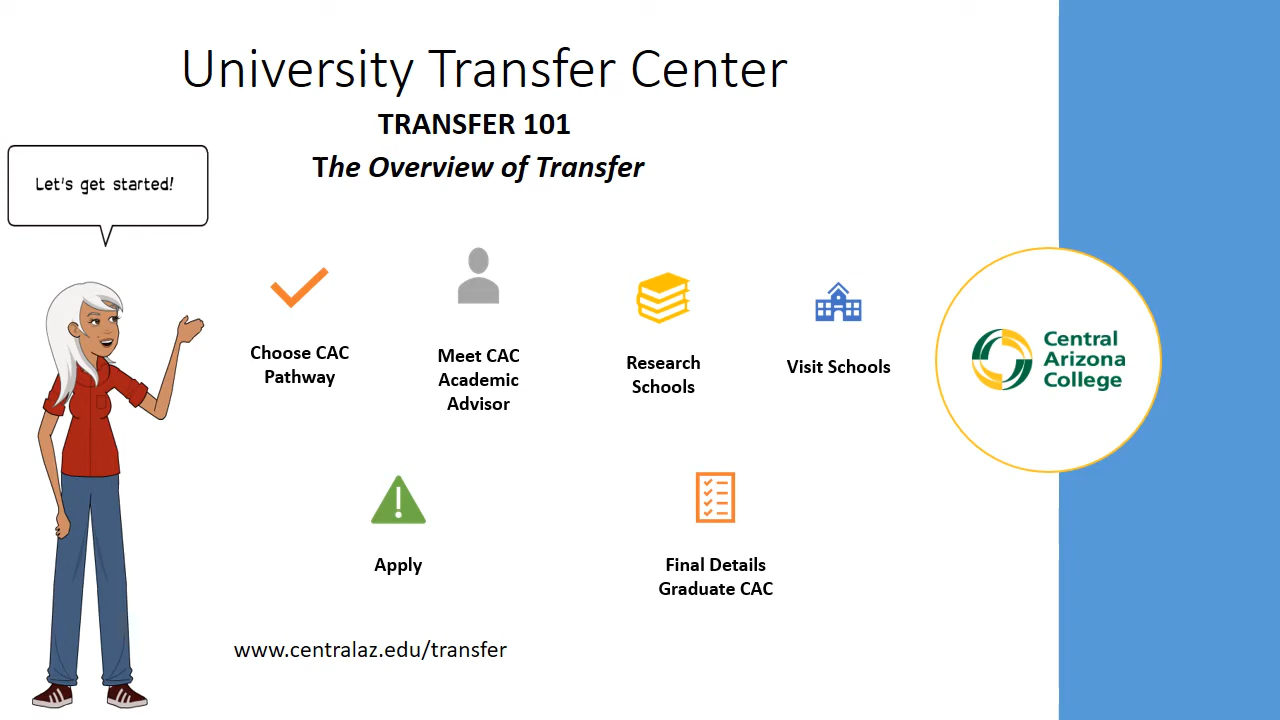 University Transfer Center
TRANSFER 101
The Overview of Transfer
Let's get started!
Choose CAC
Pathway
Meet CAC
Academic
Advisor
Research
Schools
Visit Schools
Central
Arizona
College
Apply
Final Details
Graduate CAC
www.centralaz.edu/transfer